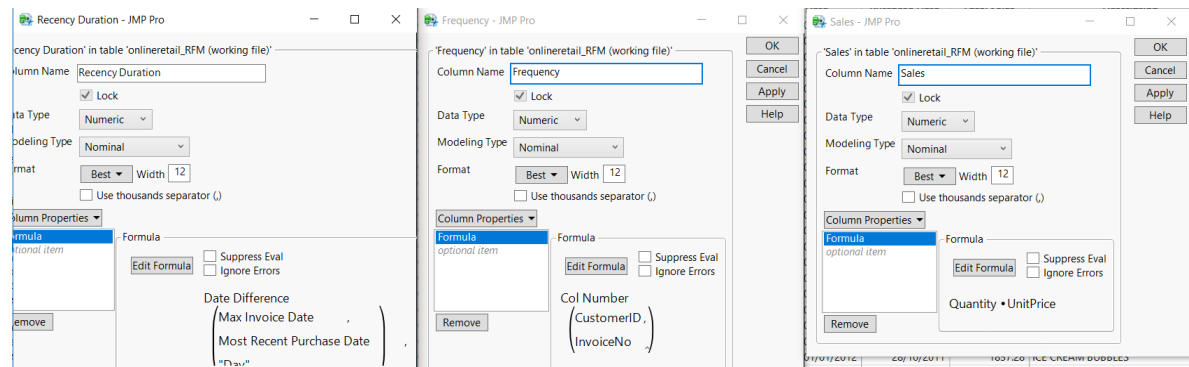 Recency Duration - JMP Pro
ecency Duration' in table 'onlineretail_RFM (working file)'
olumn Name Recency Duration
Lock
ata Type Numeric
odeling Type Nominal
rmat Best Width 12
Use thousands separator (,)
olumn Properties
ormula
optional item
Formula
Edit Formula
Suppress Eval
Ignore Errors
emove
Date Difference
Max Invoice Date ,
Most Recent Purchase Date ,
"Day"
Frequency - JMP Pro
'Frequency' in table 'onlineretail_RFM (working file)'
Column Name Frequency
Lock
Data Type Numeric
Modeling Type Nominal
Format Best Width 12
Use thousands separator (,)
Column Properties
Formula
optional item
Formula
Edit Formula
Suppress Eval
Ignore Errors
Remove
Col Number
CustomerID ,
InvoiceNo
OK
Cancel
Apply
Help
Sales - JMP Pro
'Sales' in table 'onlineretail_RFM (working file)'
Column Name Sales
Lock
Data Type Numeric
Modeling Type Nominal
Format Best Width 12
Use thousands separator (,)
Column Properties
Formula
optional item
Formula
Edit Formula
Suppress Eval
Ignore Errors
Quantity • UnitPrice
Remove
OK
Cancel
Apply
Help
01/01/2012 28/10/2011 1837.28 ICE CREAM BUBBLES